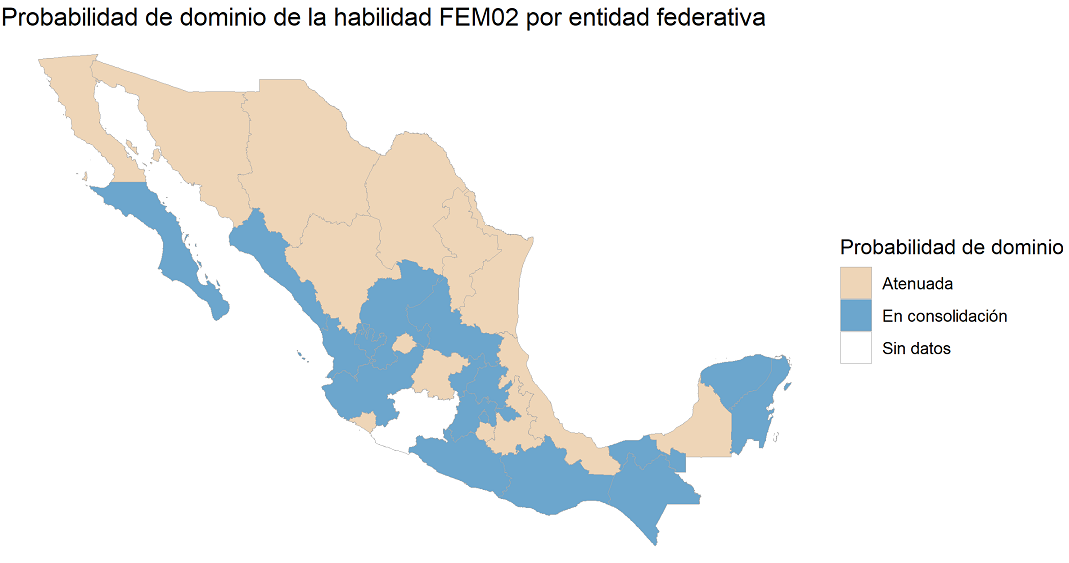 Probabilidad de dominio de la habilidad FEM02 por entidad federativa
Probabilidad de dominio
Atenuada
En consolidación
Sin datos